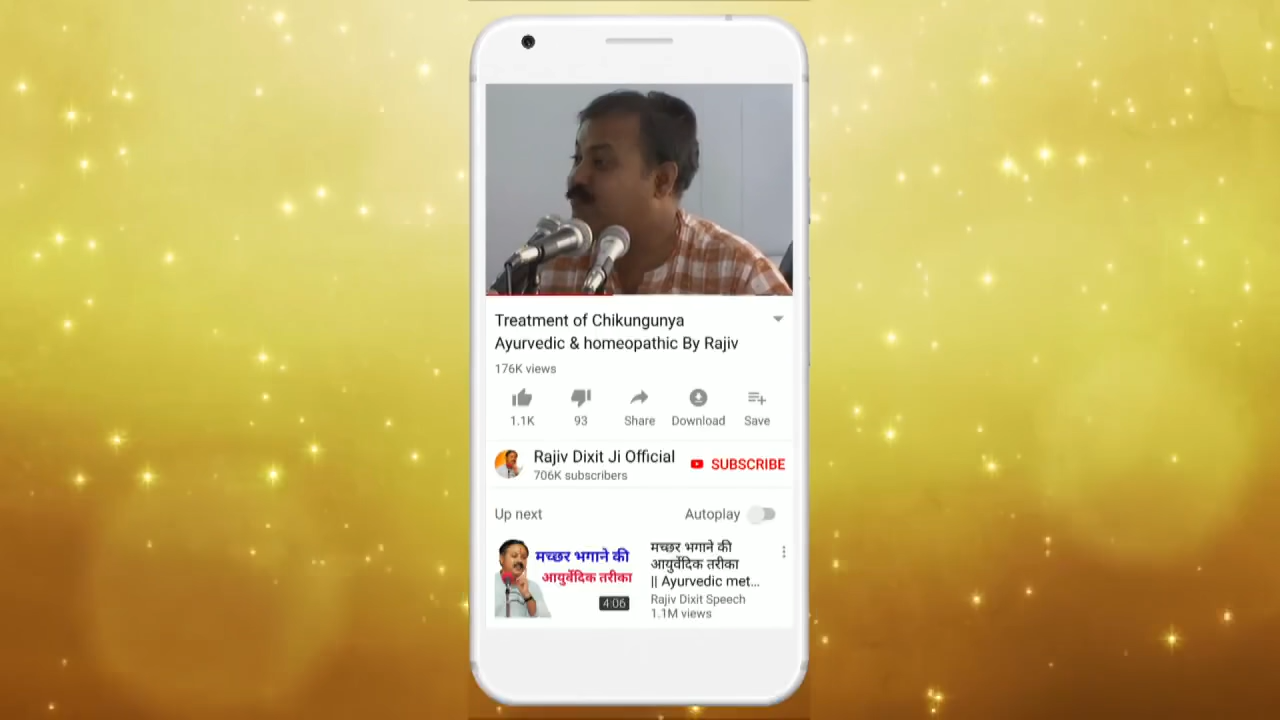 Treatment of Chikungunya
Ayurvedic & homeopathic By Rajiv
176K views
1.1K
93
Share
Download
Save
Rajiv Dixit Ji Official
706K subscribers
SUBSCRIBE
Up next
Autoplay
मच्छर भगाने की
आयुर्वेदिक तरीका
4:06
मच्छर भगाने की
आयुर्वेदिक तरीका
|| Ayurvedic met...
Rajiv Dixit Speech
1.1M views